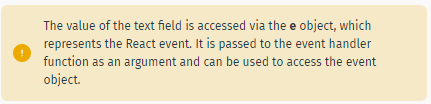 The value of the text field is accessed via the e object, which
represents the React event. It is passed to the event handler
function as an argument and can be used to access the event
object.